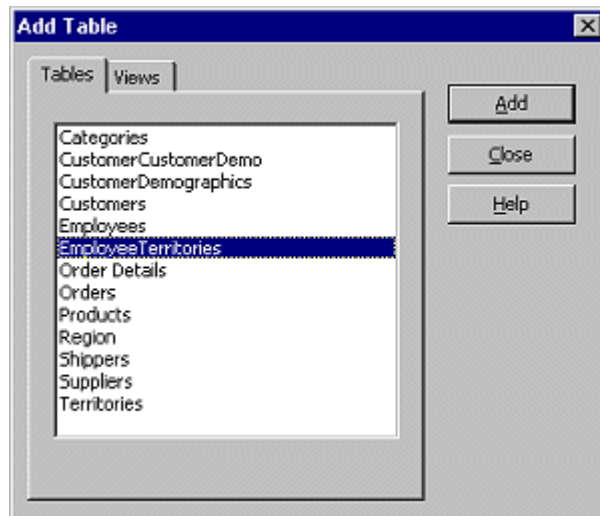 Add Table
Tables Views
Add
Close
Help
Categories
CustomerCustomerDemo
CustomerDemographics
Customers
Employees
EmployeeTerritories
Order Details
Orders
Products
Region
Shippers
Suppliers
Territories